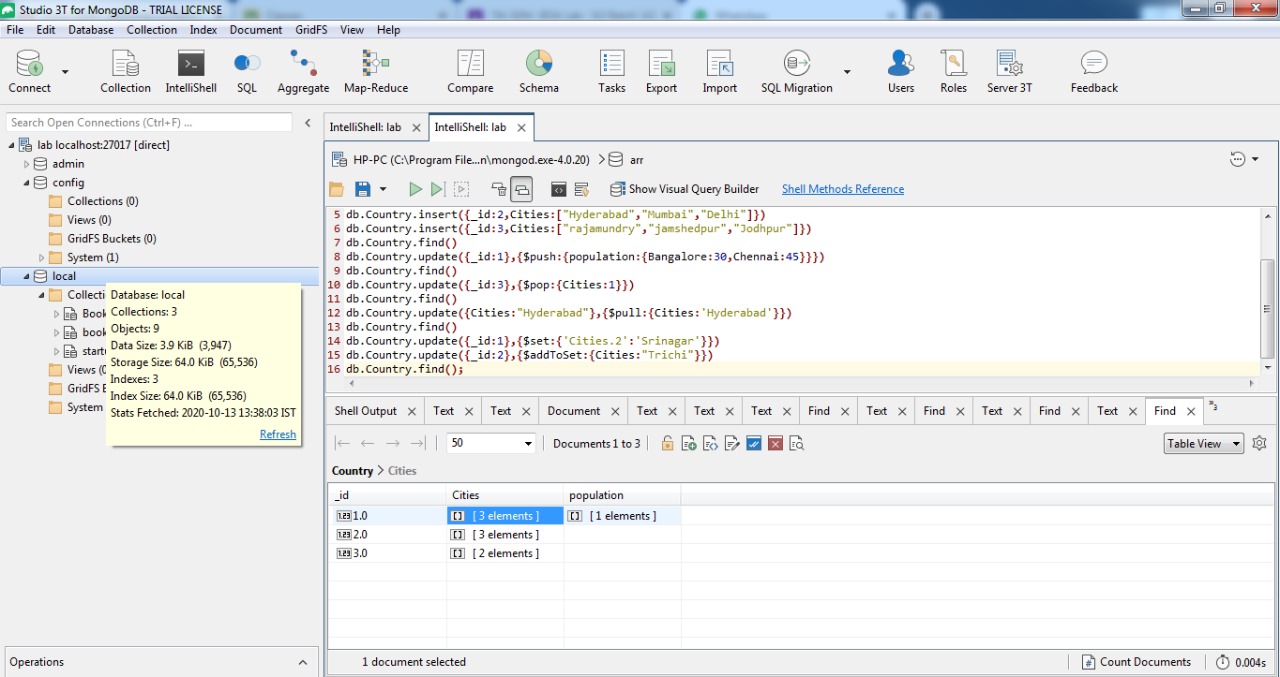 Studio 3T for MongoDB - TRIAL LICENSE
File Edit Database Collection Index Document GridFS View Help
Connect Collection IntelliShell SQL Aggregate Map-Reduce Compare Schema Tasks Export Import SQL Migration Users Roles Server 3T Feedback
Search Open Connections (Ctrl+F) ...
lab localhost:27017 [direct]
admin
config
Collections (0)
Views (0)
GridFS Buckets (0)
System (1)
local
Collecti
Book
book
start
Views (0
GridFS B
System
Database: local
Collections: 3
Objects: 9
Data Size: 3.9 KiB (3,947)
Storage Size: 64.0 KiB (65,536)
Indexes: 3
Index Size: 64.0 KiB (65,536)
Stats Fetched: 2020-10-13 13:38:03 IST
Refresh
Operations
IntelliShell: lab IntelliShell: lab
HP-PC (C:\Program File...n\mongod.exe-4.0.20) > arr
Show Visual Query Builder Shell Methods Reference
5 db.Country.insert({_id:2,Cities:["Hyderabad","Mumbai","Delhi"]})
6 db.Country.insert({_id:3,Cities:["rajamundry","jamshedpur","Jodhpur"]})
7 db.Country.find()
8 db.Country.update({_id:1},{$push:{population:{Bangalore:30,Chennai:45}}})
9 db.Country.find()
10 db.Country.update({_id:3},{$pop:{Cities:1}})
11 db.Country.find()
12 db.Country.update({Cities:"Hyderabad"},{$pull:{Cities:'Hyderabad'}})
13 db.Country.find()
14 db.Country.update({_id:1},{$set:{'Cities.2':'Srinagar'}})
15 db.Country.update({_id:2},{$addToSet:{Cities:"Trichi"}})
16 db.Country.find();
Shell Output Text Text Document Text Text Text Find Text Find Text Find Text Find »3
50 Documents 1 to 3 Table View
Country > Cities
_id Cities population
1.0 [ 3 elements ] [ 1 elements ]
2.0 [ 3 elements ]
3.0 [ 2 elements ]
1 document selected Count Documents 0.004s